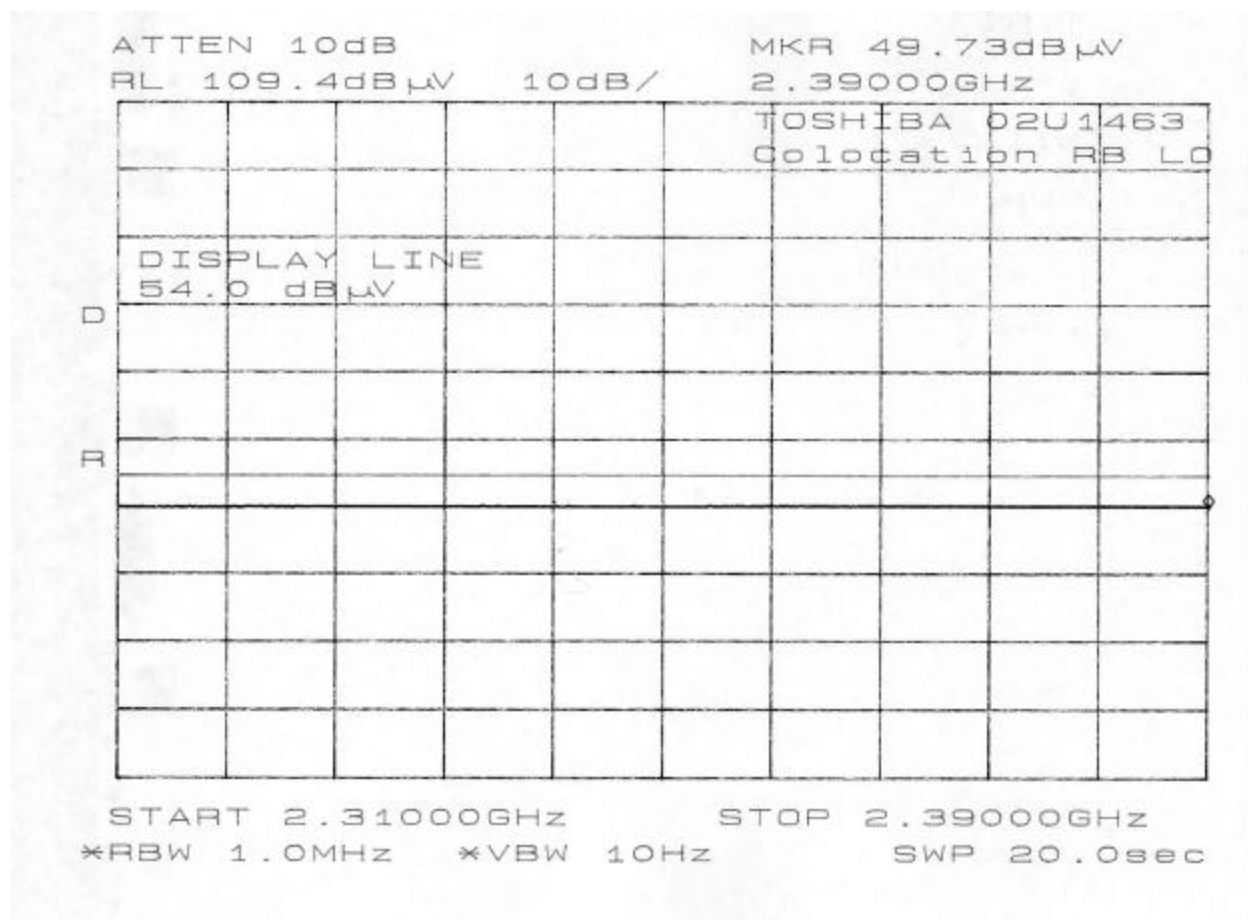 ATTEN 10dB
MKR 49.73dBµV
RL 109.4dBµV 10dB/
2.39000GHz
TOSHIBA 02U1463
Colocation RB LO
DISPLAY LINE
54.0 dBµV
D
R
START 2.31000GHz
STOP 2.39000GHz
*RBW 1.0MHz *VBW 10Hz
SWP 20.0sec